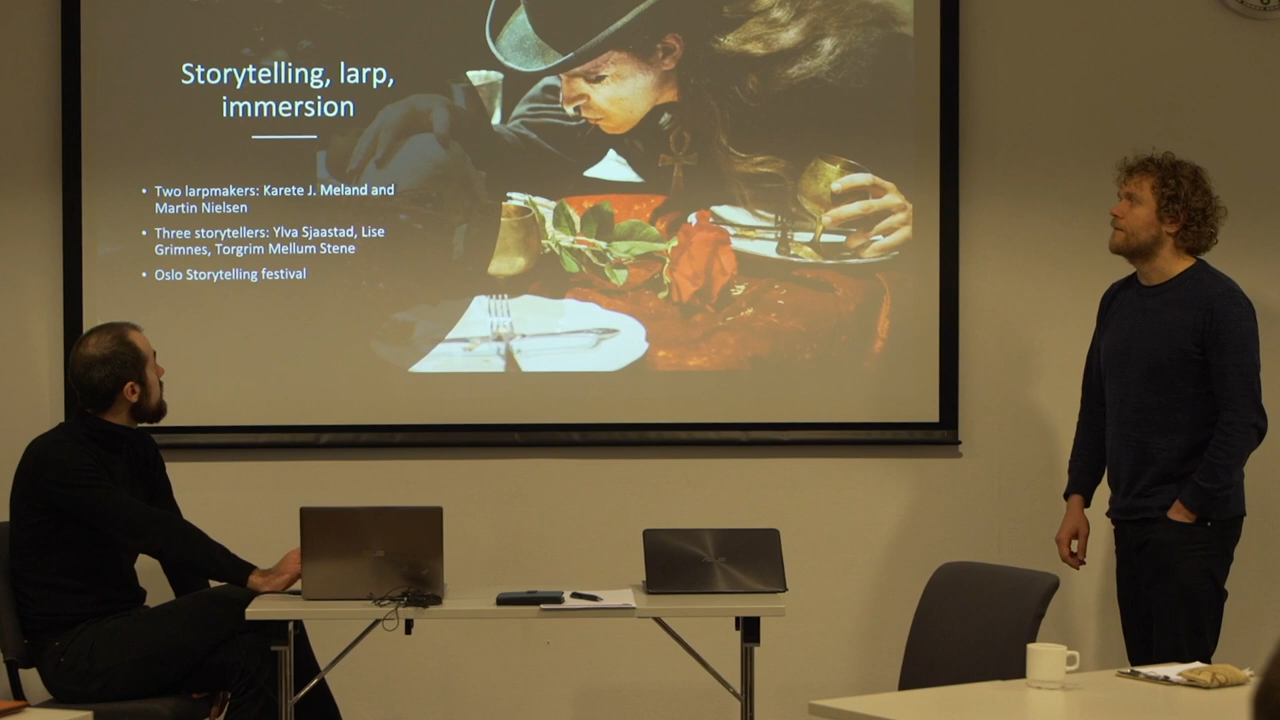 Storytelling, larp,
immersion
• Two larpmakers: Karete J. Meland and
Martin Nielsen
• Three storytellers: Ylva Sjaastad, Lise
Grimnes, Torgrim Mellum Stene
• Oslo Storytelling festival